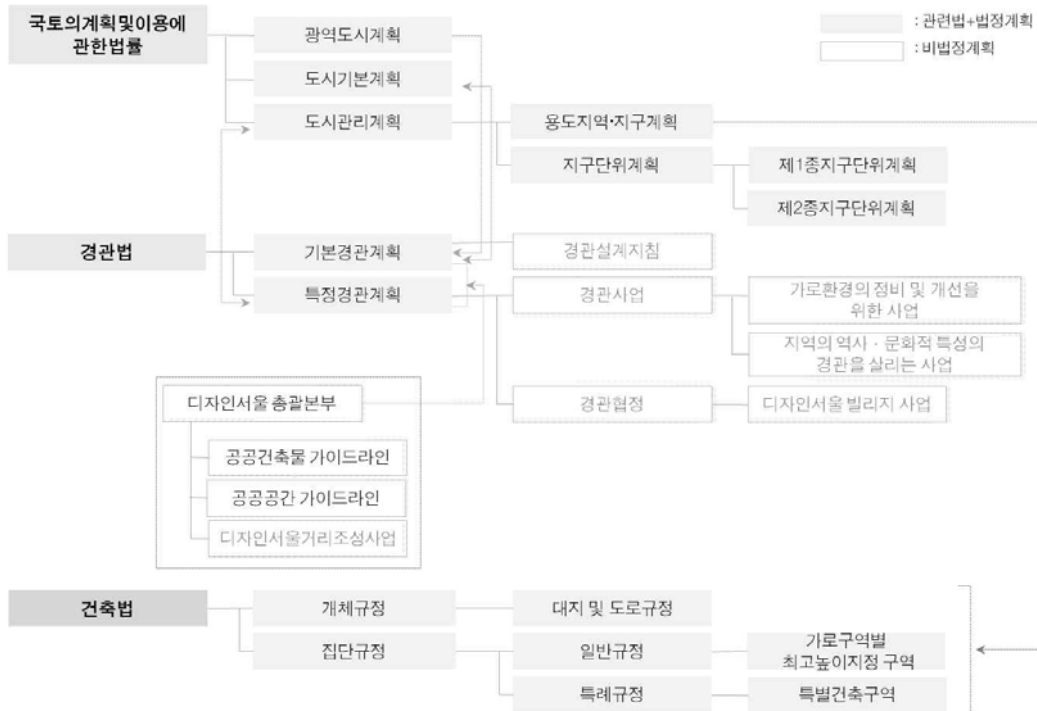 국토의계획및이용에
관한법률
광역도시계획
도시기본계획
도시관리계획
: 관련법+법정계획
: 비법정계획
용도지역·지구계획
지구단위계획
제1종지구단위계획
제2종지구단위계획
경관법
기본경관계획
특정경관계획
경관설계지침
경관사업
가로환경의 정비 및 개선을
위한 사업
지역의 역사 · 문화적 특성의
경관을 살리는 사업
경관협정
디자인서울 빌리지 사업
디자인서울 총괄본부
공공건축물 가이드라인
공공공간 가이드라인
디자인서울거리조성사업
건축법
개체규정
대지 및 도로규정
집단규정
일반규정
가로구역별
최고높이지정 구역
특례규정
특별건축구역